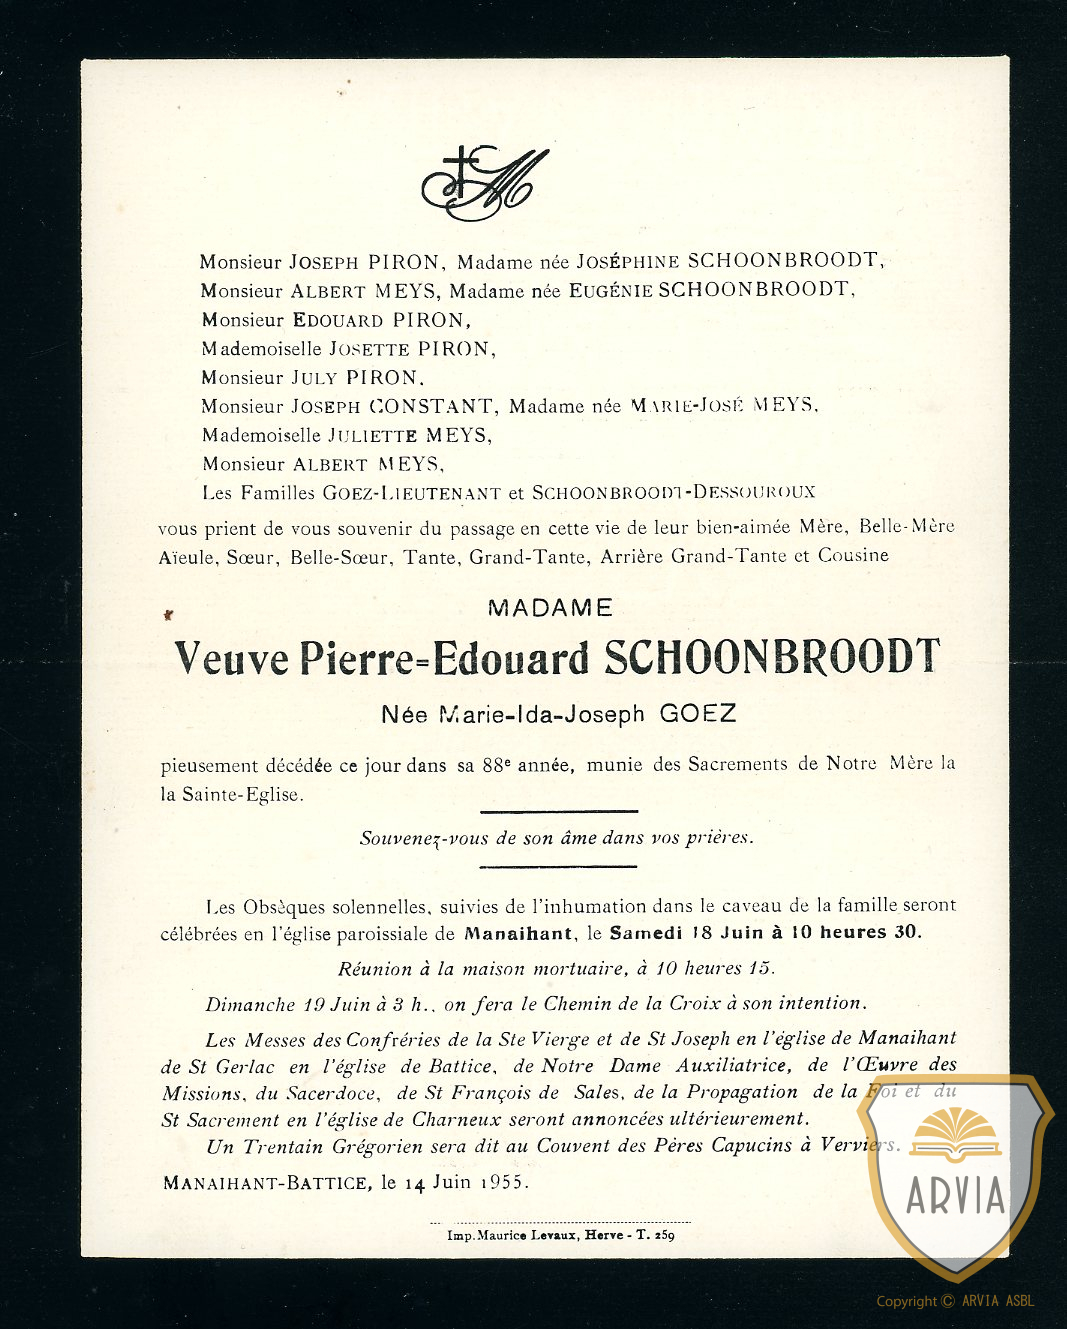 M
Monsieur JOSEPH PIRON, Madame née JOSÉPHINE SCHOONBROODT,
Monsieur ALBERT MEYS, Madame née EUGÉNIE SCHOONBROODT,
Monsieur EDOUARD PIRON,
Mademoiselle JOSETTE PIRON,
Monsieur JULY PIRON,
Monsieur JOSEPH CONSTANT, Madame née MARIE-JOSÉ MEYS,
Mademoiselle JULIETTE MEYS,
Monsieur ALBERT MEYS,
Les Familles GOEZ-LIEUTENANT et SCHOONBROODT-DESSOUROUX
vous prient de vous souvenir du passage en cette vie de leur bien-aimée Mère, Belle-Mère
Aïeule, Sœur, Belle-Sœur, Tante, Grand-Tante, Arrière Grand-Tante et Cousine
MADAME
Veuve Pierre=Edouard SCHOONBROODT
Née Marie-Ida-Joseph GOEZ
pieusement décédée ce jour dans sa 88e année, munie des Sacrements de Notre Mère la
la Sainte-Eglise.
Souvenez-vous de son âme dans vos prières.
Les Obsèques solennelles, suivies de l'inhumation dans le caveau de la famille seront
célébrées en l'église paroissiale de Manaihant, le Samedi 18 Juin à 10 heures 30.
Réunion à la maison mortuaire, à 10 heures 15.
Dimanche 19 Juin à 3 h., on fera le Chemin de la Croix à son intention.
Les Messes des Confréries de la Ste Vierge et de St Joseph en l'église de Manaihant
de St Gerlac en l'église de Battice, de Notre Dame Auxiliatrice, de l'Œuvre des
Missions, du Sacerdoce, de St François de Sales, de la Propagation de la Foi et du
St Sacrement en l'église de Charneux seront annoncées ultérieurement.
Un Trentain Grégorien sera dit au Couvent des Pères Capucins à Verviers.
MANAIHANT-BATTICE, le 14 Juin 1955.
Imp. Maurice Levaux, Herve - T. 259
ARVIA
Copyright © ARVIA ASBL